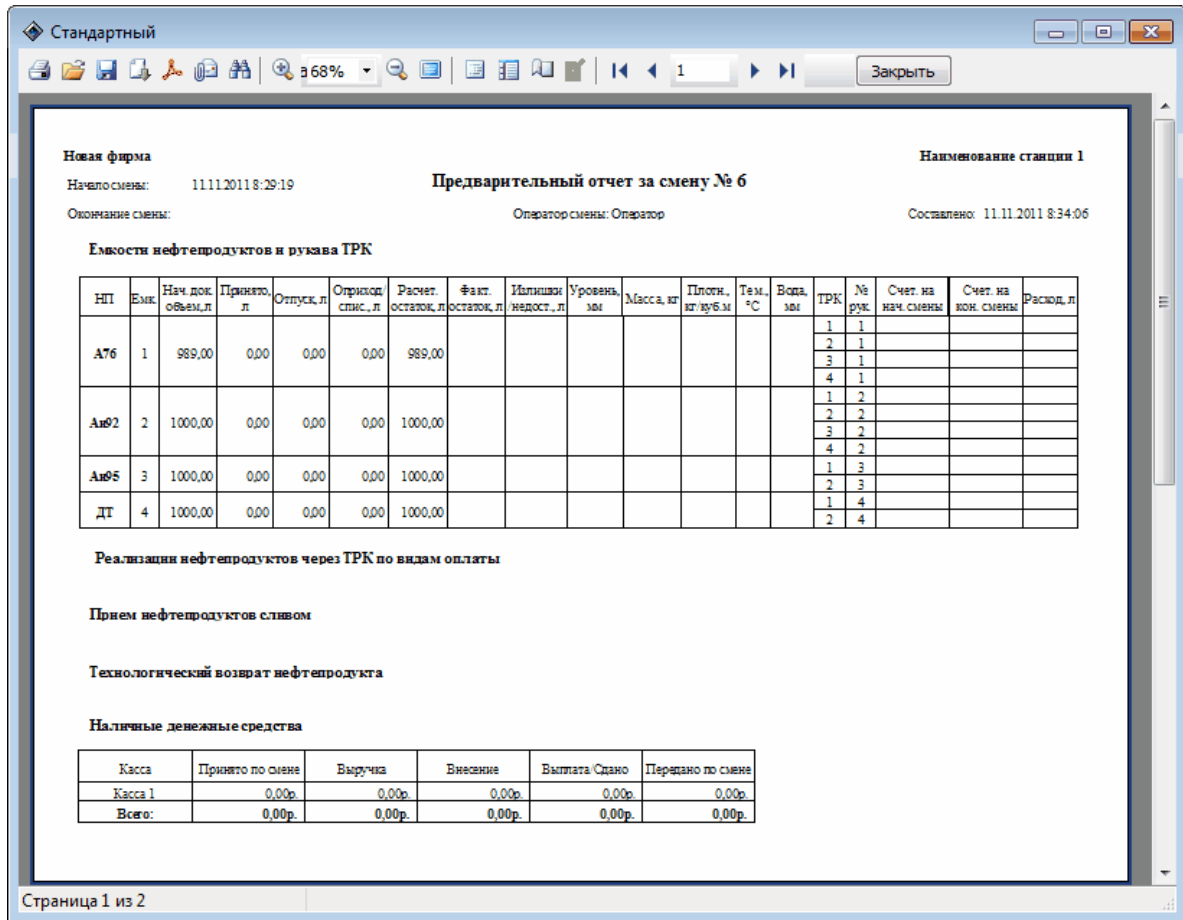 Стандартный
368% 1 Закрыть
Новая фирма Наименование станции 1
Начало смены: 11.11.2011 8:29:19 Предварительный отчет за смену № 6
Окончание смены: Оператор смены: Оператор Составлено: 11.11.2011 8:34:06
Емкости нефтепродуктов и рукава ТРК
НП Емк. Нач. док. объем,л Принято, л Отпуск, л Оприход/ спис., л Расчет. остаток, л Факт. остаток, л Излишки /недост., л Уровень, мм Масса, кг Плотн., кг/куб.м Тем., °C Вода, мм ТРК № рук. Счет. на нач. смены Счет. на кон. смены Расход, л
А76 1 989,00 0,00 0,00 0,00 989,00
1 1
2 1
3 1
4 1
Аи92 2 1000,00 0,00 0,00 0,00 1000,00
1 2
2 2
3 2
4 2
Аи95 3 1000,00 0,00 0,00 0,00 1000,00
1 3
2 3
ДТ 4 1000,00 0,00 0,00 0,00 1000,00
1 4
2 4
Реализации нефтепродуктов через ТРК по видам оплаты
Прием нефтепродуктов сливом
Технологический возврат нефтепродукта
Наличные денежные средства
Касса Принято по смене Выручка Внесение Выплата/Сдано Передано по смене
Касса 1 0,00р. 0,00р. 0,00р. 0,00р. 0,00р.
Всего: 0,00р. 0,00р. 0,00р. 0,00р. 0,00р.
Страница 1 из 2